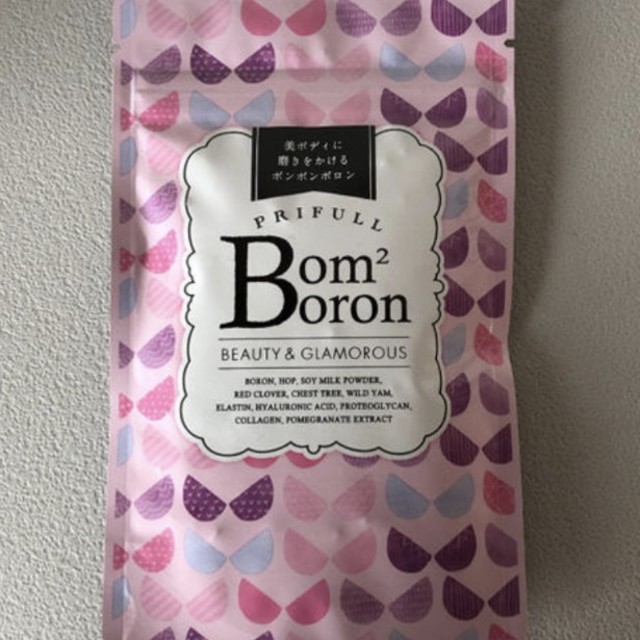 美ボディに
磨きをかける
ボンボンボロン
PRIFULL
Bom²
Boron
BEAUTY & GLAMOROUS
BORON, HOP, SOY MILK POWDER,
RED CLOVER, CHEST TREE, WILD YAM,
ELASTIN, HYALURONIC ACID, PROTEOGLYCAN,
COLLAGEN, POMEGRANATE EXTRACT